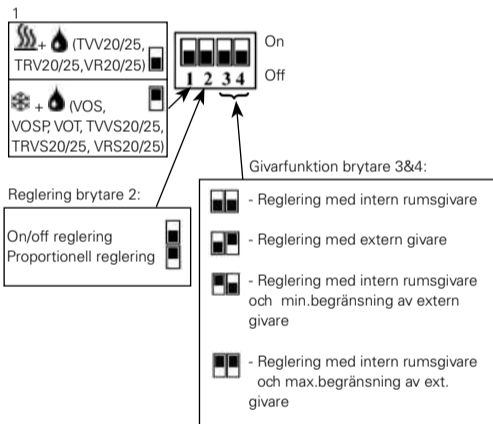 1
+ (TVV20/25,
TRV20/25,VR20/25)
+ (VOS,
VOSP, VOT, TVVS20/25,
TRVS20/25, VRS20/25)
On
Off
1 2 3 4
Reglering brytare 2:
On/off reglering
Proportionell reglering
Givarfunktion brytare 3&4:
- Reglering med intern rumsgivare
- Reglering med extern givare
- Reglering med intern rumsgivare
och min.begränsning av extern
givare
- Reglering med intern rumsgivare
och max.begränsning av ext.
givare